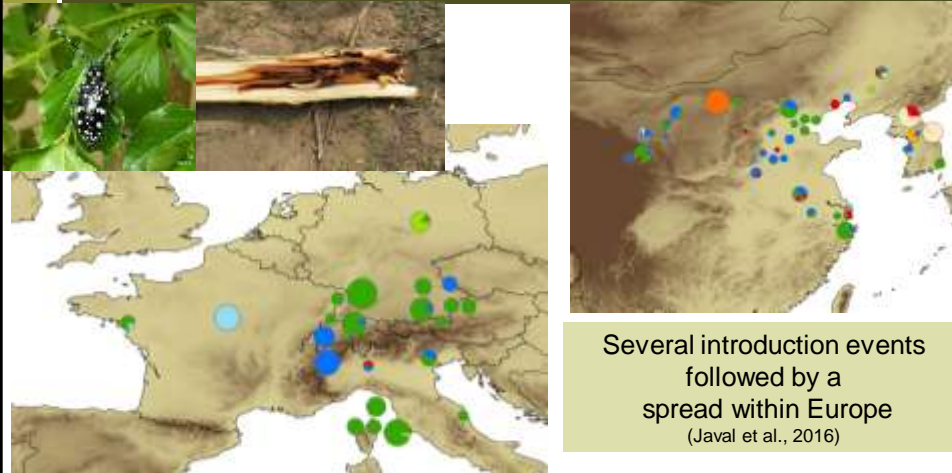 Several introduction events
followed by a
spread within Europe
(Javal et al., 2016)